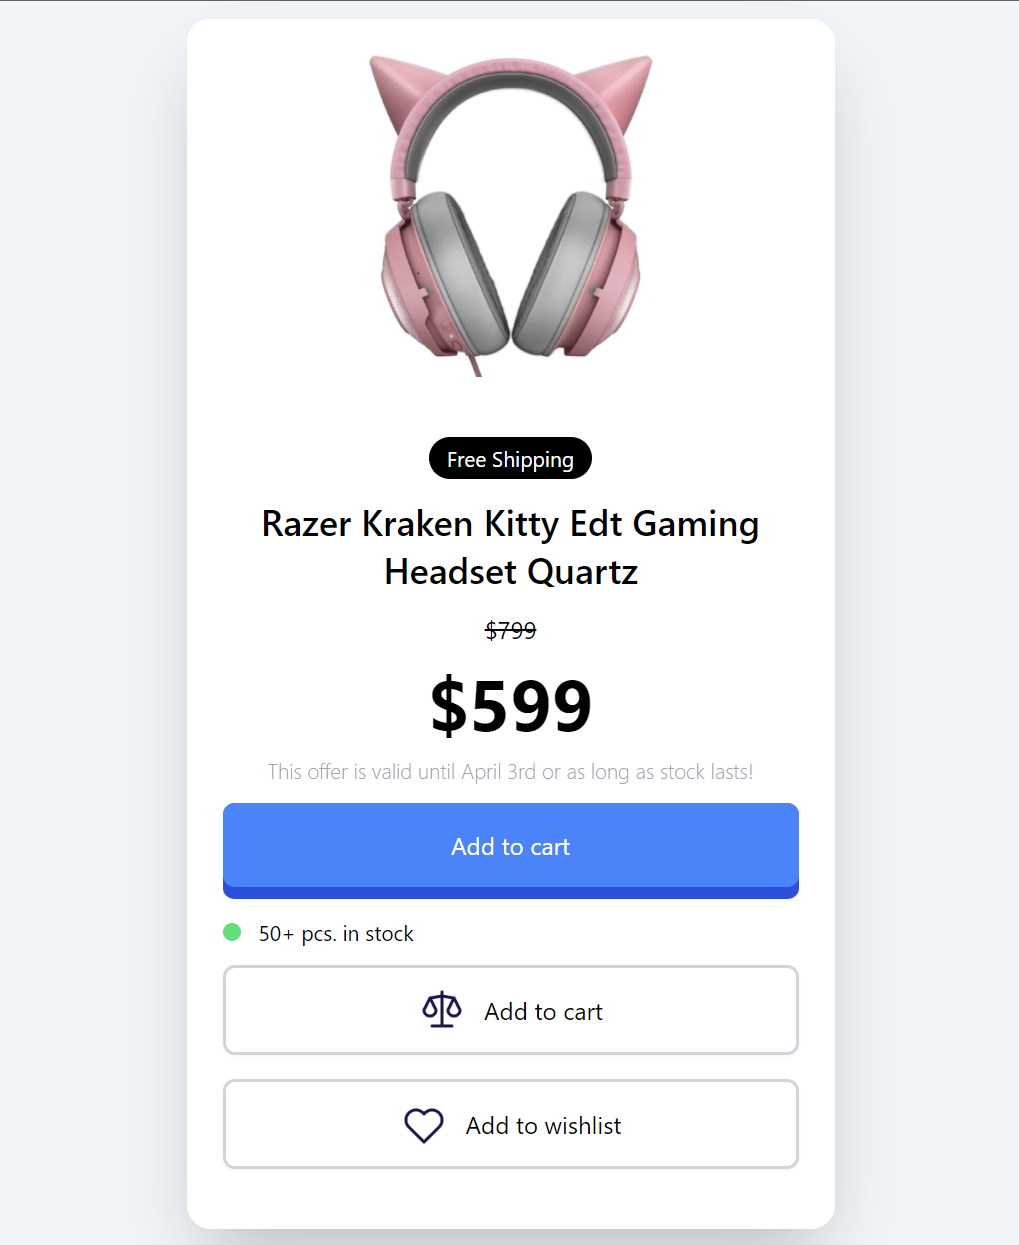 Free Shipping
Razer Kraken Kitty Edt Gaming
Headset Quartz
$799
$599
This offer is valid until April 3rd or as long as stock lasts!
Add to cart
50+ pcs. in stock
Add to cart
Add to wishlist